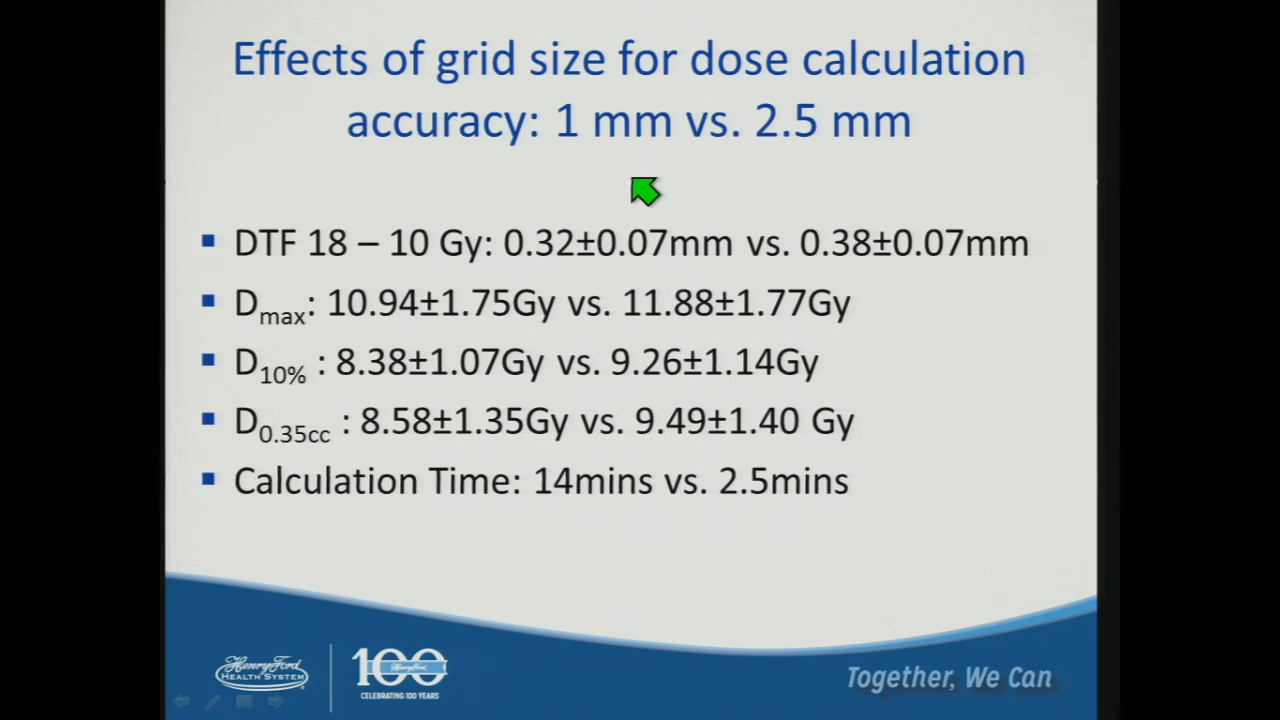 Effects of grid size for dose calculation
accuracy: 1 mm vs. 2.5 mm
▪ DTF 18 – 10 Gy: 0.32±0.07mm vs. 0.38±0.07mm
▪ Dmax: 10.94±1.75Gy vs. 11.88±1.77Gy
▪ D10% : 8.38±1.07Gy vs. 9.26±1.14Gy
▪ D0.35cc : 8.58±1.35Gy vs. 9.49±1.40 Gy
▪ Calculation Time: 14mins vs. 2.5mins
Henry Ford
HEALTH SYSTEM
100
Henry Ford
CELEBRATING 100 YEARS
Together, We Can